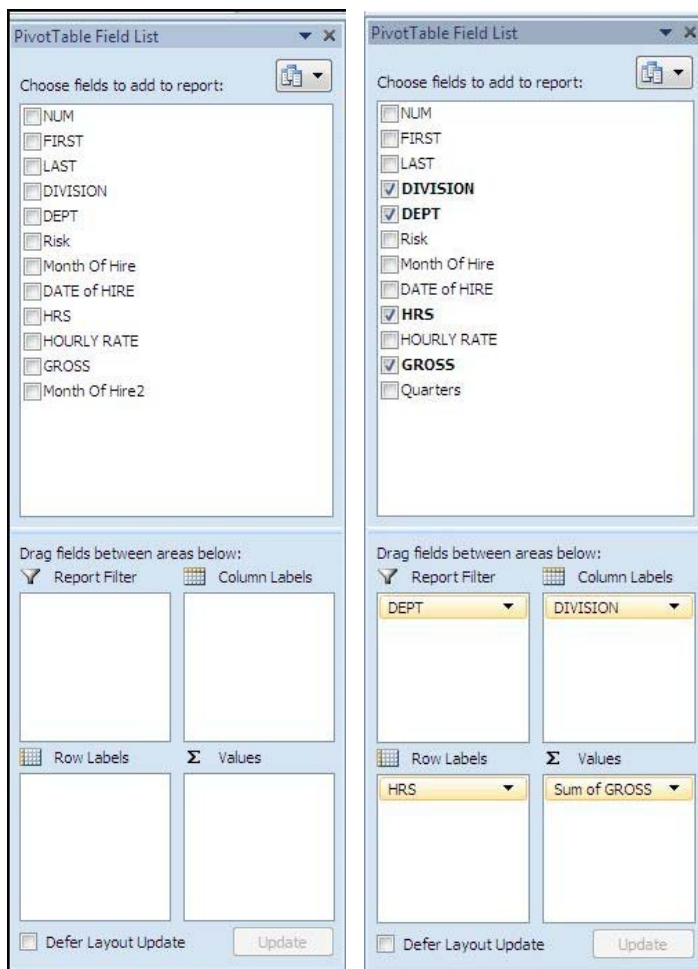 PivotTable Field List
Choose fields to add to report:
NUM
FIRST
LAST
DIVISION
DEPT
Risk
Month Of Hire
DATE of HIRE
HRS
HOURLY RATE
GROSS
Month Of Hire2
Drag fields between areas below:
Report Filter
Column Labels
Row Labels
Σ Values
Defer Layout Update
Update
PivotTable Field List
Choose fields to add to report:
NUM
FIRST
LAST
DIVISION
DEPT
Risk
Month Of Hire
DATE of HIRE
HRS
HOURLY RATE
GROSS
Quarters
Drag fields between areas below:
Report Filter
Column Labels
DEPT
DIVISION
Row Labels
Σ Values
HRS
Sum of GROSS
Defer Layout Update
Update